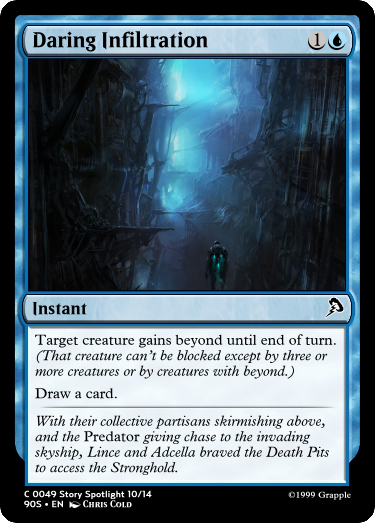 Daring Infiltration
1
Instant
Target creature gains beyond until end of turn.
(That creature can't be blocked except by three or
more creatures or by creatures with beyond.)
Draw a card.
With their collective partisans skirmishing above,
and the Predator giving chase to the invading
skyship, Lince and Adcella braved the Death Pits
to access the Stronghold.
C 0049 Story Spotlight 10/14
90S • EN Chris Cold
©1999 Grapple